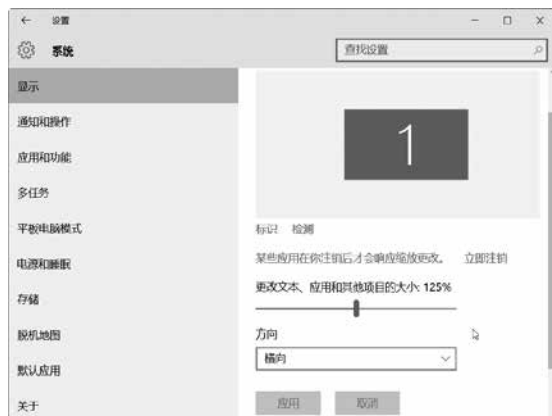 设置
系统
查找设置
显示
通知和操作
应用和功能
多任务
平板电脑模式
电源和睡眠
存储
脱机地图
默认应用
关于
1
标识 检测
某些应用在你注销后才会响应缩放更改。 立即注销
更改文本、应用和其他项目的大小: 125%
方向
横向
应用 取消